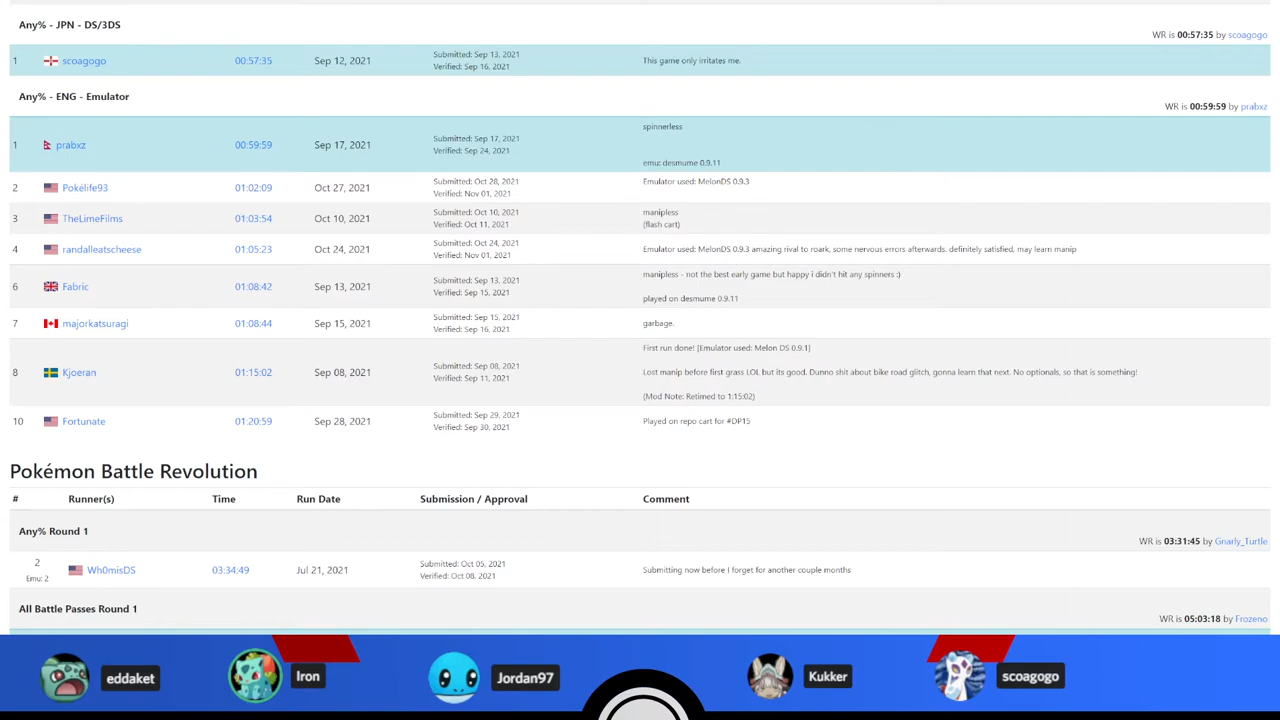 Any% - JPN - DS/3DS
WR is 00:57:35 by scoagogo
1 scoagogo 00:57:35 Sep 12, 2021 Submitted: Sep 13, 2021 This game only irritates me.
Verified: Sep 16, 2021
Any% - ENG - Emulator
WR is 00:59:59 by prabxz
spinnerless
1 prabxz 00:59:59 Sep 17, 2021 Submitted: Sep 17, 2021
Verified: Sep 24, 2021
emu: desmume 0.9.11
2 Pokélife93 01:02:09 Oct 27, 2021 Submitted: Oct 28, 2021 Emulator used: MelonDS 0.9.3
Verified: Nov 01, 2021
3 TheLimeFilms 01:03:54 Oct 10, 2021 Submitted: Oct 10, 2021 manipless
Verified: Oct 11, 2021 (flash cart)
4 randalleatscheese 01:05:23 Oct 24, 2021 Submitted: Oct 24, 2021 Emulator used: MelonDS 0.9.3 amazing rival to roark, some nervous errors afterwards. definitely satisfied, may learn manip
Verified: Nov 01, 2021
manipless - not the best early game but happy i didn't hit any spinners :)
6 Fabric 01:08:42 Sep 13, 2021 Submitted: Sep 13, 2021
Verified: Sep 15, 2021
played on desmume 0.9.11
7 majorkatsuragi 01:08:44 Sep 15, 2021 Submitted: Sep 15, 2021 garbage.
Verified: Sep 16, 2021
First run done! [Emulator used: Melon DS 0.9.1]
8 Kjoeran 01:15:02 Sep 08, 2021 Submitted: Sep 08, 2021 Lost manip before first grass LOL but its good. Dunno shit about bike road glitch, gonna learn that next. No optionals, so that is something!
Verified: Sep 11, 2021
(Mod Note: Retimed to 1:15:02)
10 Fortunate 01:20:59 Sep 28, 2021 Submitted: Sep 29, 2021 Played on repo cart for #DP15
Verified: Sep 30, 2021
Pokémon Battle Revolution
# Runner(s) Time Run Date Submission / Approval Comment
Any% Round 1
WR is 03:31:45 by Gnarly_Turtle
2 Wh0misDS 03:34:49 Jul 21, 2021 Submitted: Oct 05, 2021 Submitting now before I forget for another couple months
Emu: 2 Verified: Oct 08, 2021
All Battle Passes Round 1
WR is 05:03:18 by Frozeno
eddaket Iron Jordan97 Kukker scoagogo